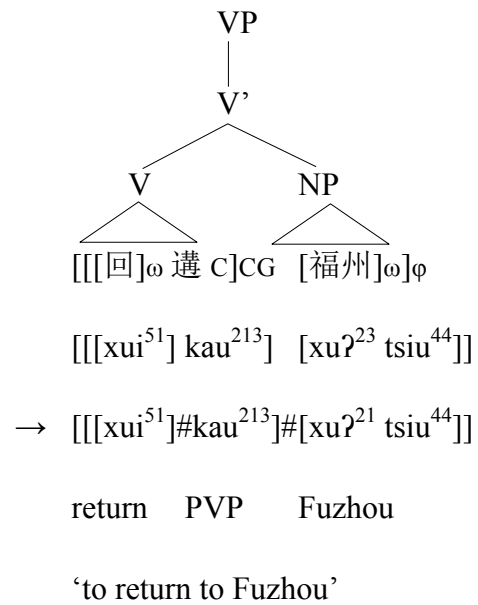 VP
V’
V NP
[[[回]ω 遘 C]CG [福州]ω]φ
[[[xui⁵¹] kau²¹³] [xuʔ²³ tsiu⁴⁴]]
→ [[[xui⁵¹]#kau²¹³]#[xuʔ²¹ tsiu⁴⁴]]
return PVP Fuzhou
‘to return to Fuzhou’